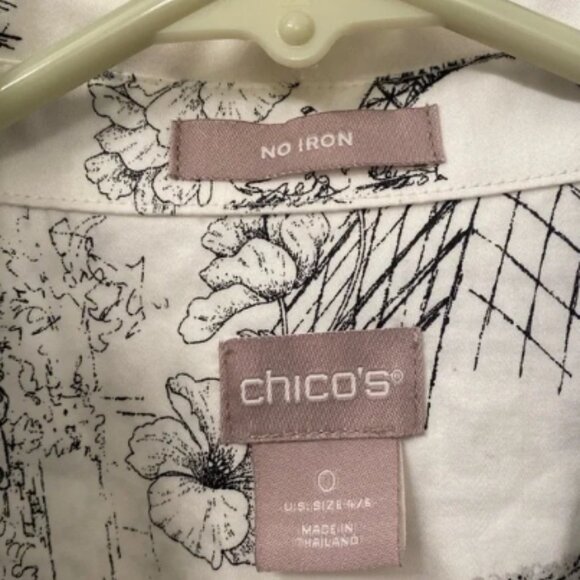 NO IRON
chico's®
0
U.S. SIZE 4/6
MADE IN
THAILAND